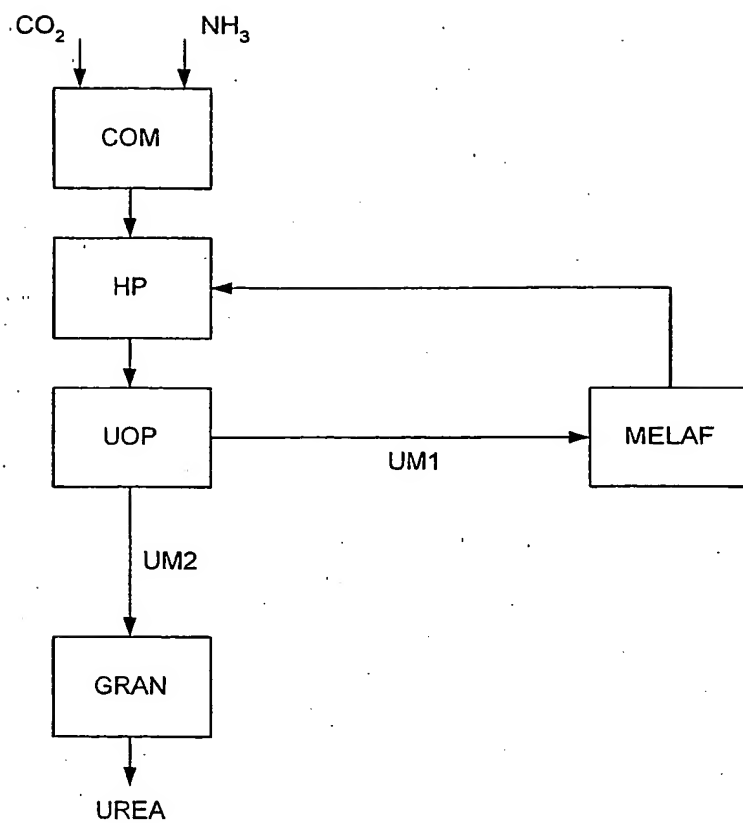 CO₂ NH₃
COM
HP
UOP
MELAF
UM1
UM2
GRAN
UREA